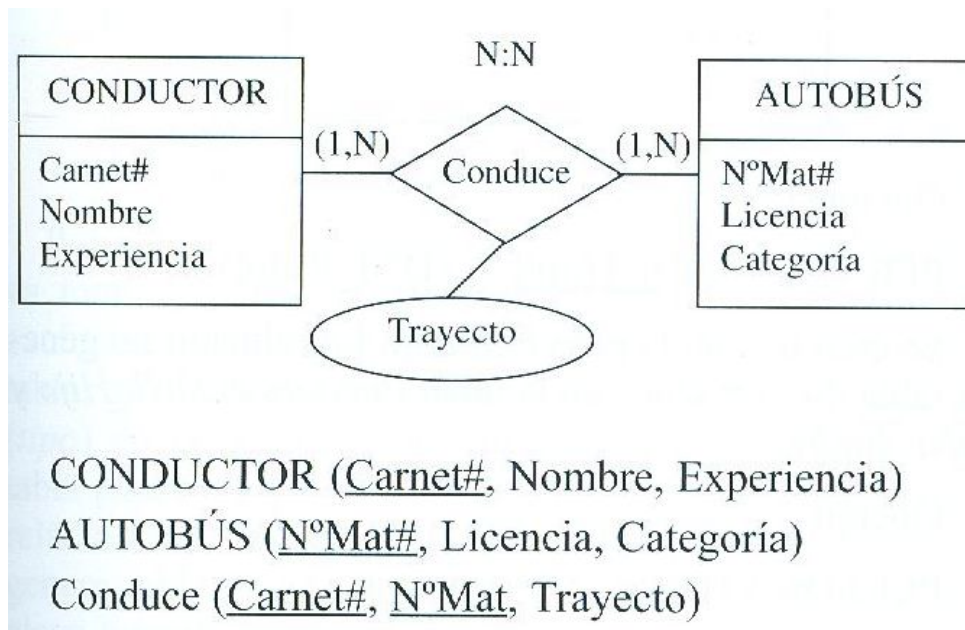 N:N
CONDUCTOR
AUTOBÚS
(1,N)
Conduce
(1,N)
Carnet#
Nombre
Experiencia
NºMat#
Licencia
Categoría
Trayecto
CONDUCTOR (Carnet#, Nombre, Experiencia)
AUTOBÚS (NºMat#, Licencia, Categoría)
Conduce (Carnet#, NºMat, Trayecto)